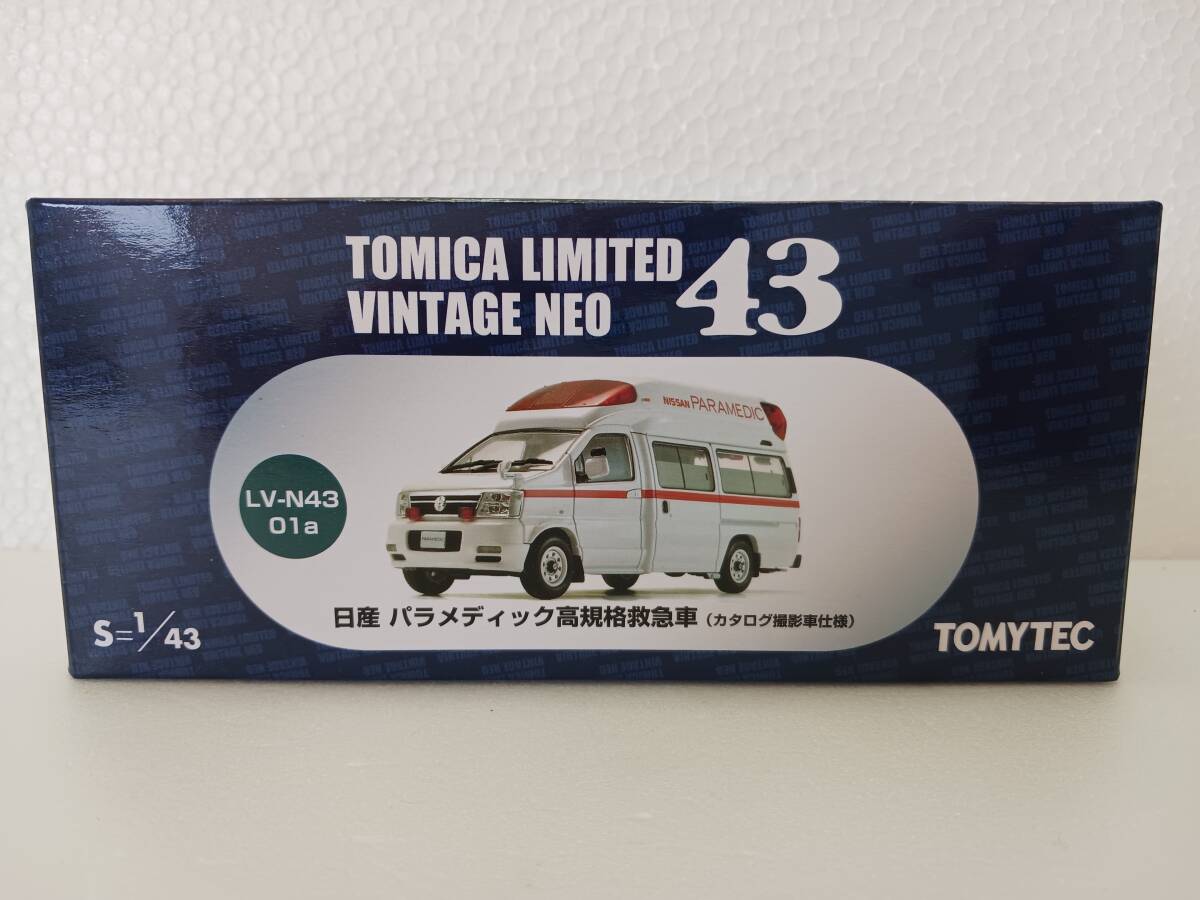 TOMICA LIMITED
VINTAGE NEO 43
NISSAN PARAMEDIC
LV-N43
01a
PARAMEDIC
日産 パラメディック高規格救急車（カタログ撮影車仕様）
S=1/43
TOMYTEC